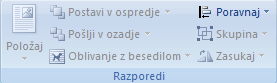 Položaj
Postavi v ospredje
Pošlji v ozadje
Oblivanje z besedilom
Poravnaj
Skupina
Zasukaj
Razporedi